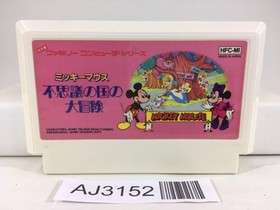 ファミリーコンピュータシリーズ
HFC-MI
ミッキーマウス
不思議の国の
大冒険
MICKEY MOUSE
AJ3152